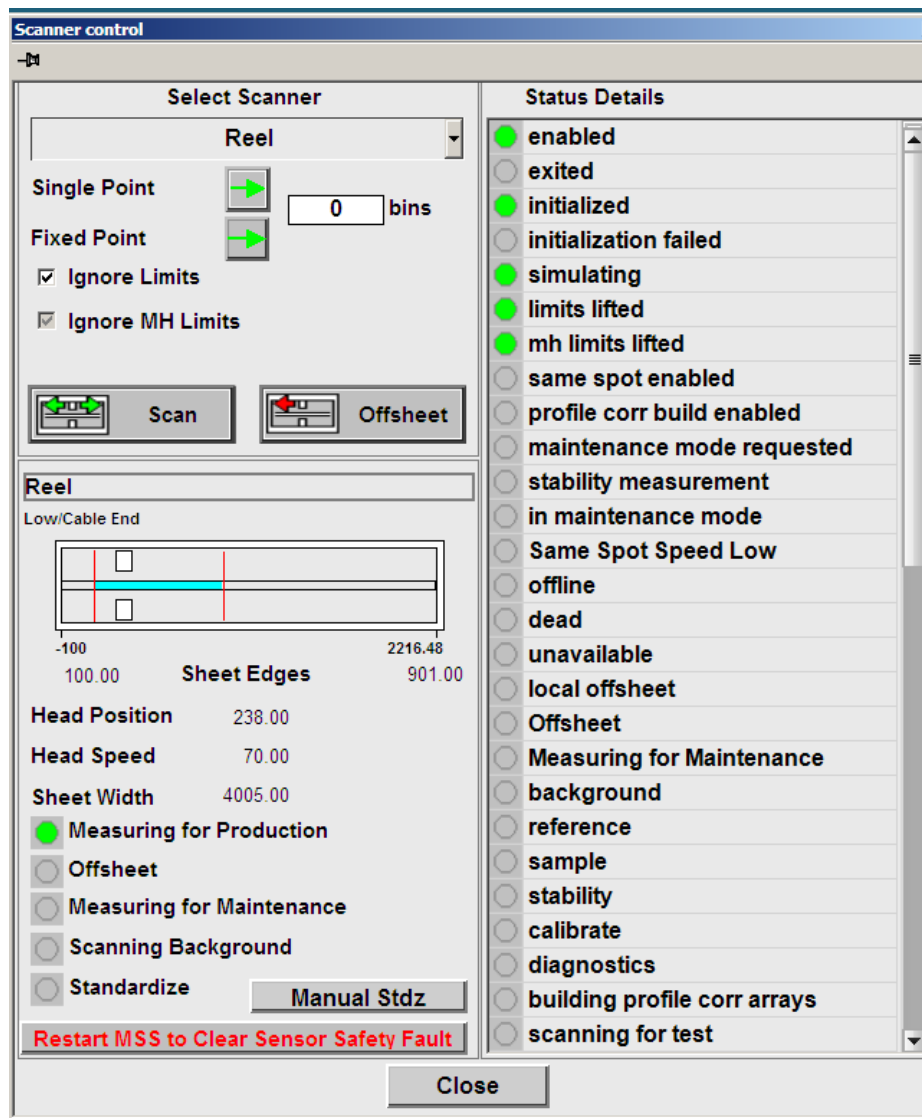 Scanner control
Select Scanner
Reel
Single Point
0 bins
Fixed Point
Ignore Limits
Ignore MH Limits
Scan
Offsheet
Reel
Low/Cable End
-100 2216.48
100.00 Sheet Edges 901.00
Head Position 238.00
Head Speed 70.00
Sheet Width 4005.00
Measuring for Production
Offsheet
Measuring for Maintenance
Scanning Background
Standardize
Manual Stdz
Restart MSS to Clear Sensor Safety Fault
Status Details
enabled
exited
initialized
initialization failed
simulating
limits lifted
mh limits lifted
same spot enabled
profile corr build enabled
maintenance mode requested
stability measurement
in maintenance mode
Same Spot Speed Low
offline
dead
unavailable
local offsheet
Offsheet
Measuring for Maintenance
background
reference
sample
stability
calibrate
diagnostics
building profile corr arrays
scanning for test
Close